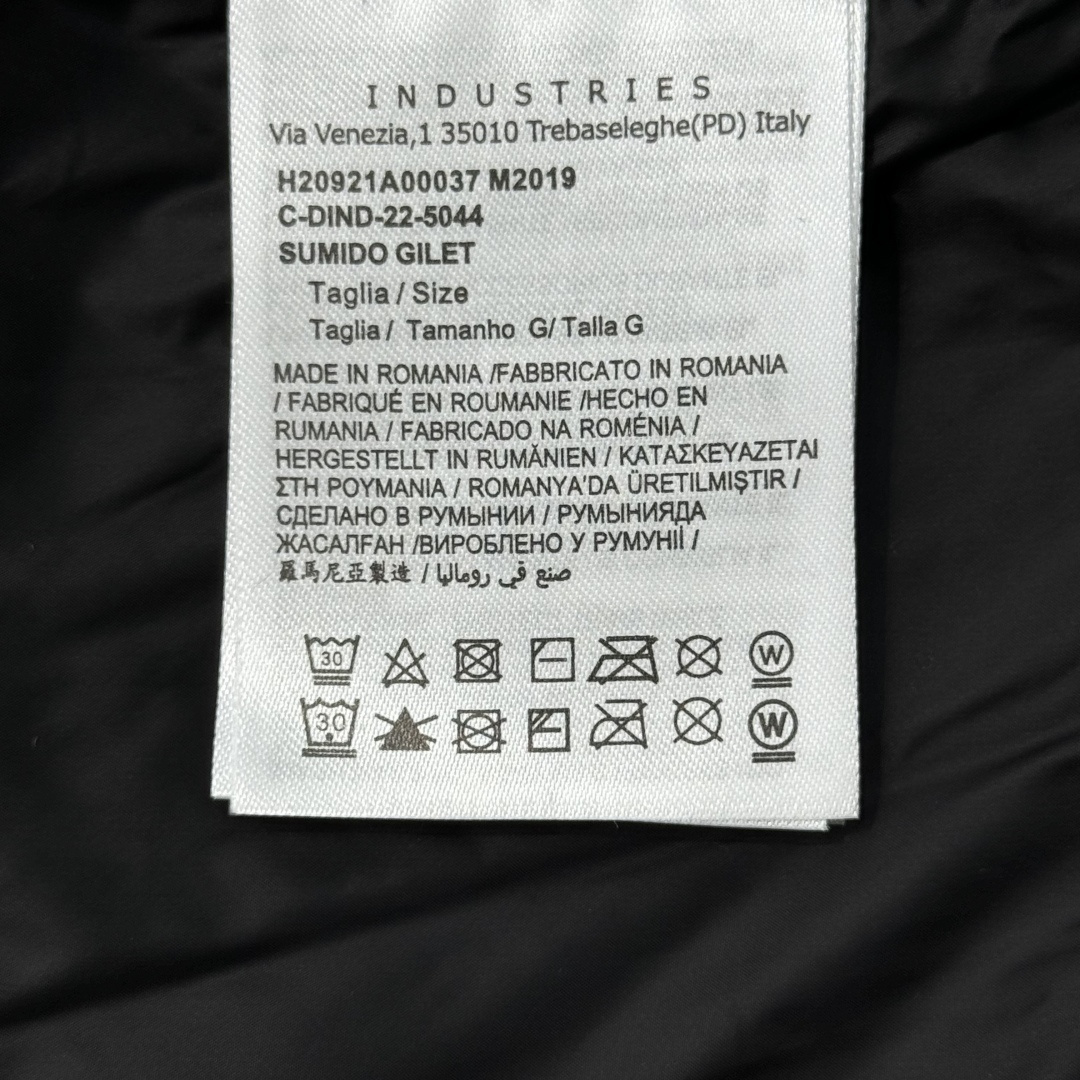 INDUSTRIES
Via Venezia,1 35010 Trebaseleghe(PD) Italy
H20921A00037 M2019
C-DIND-22-5044
SUMIDO GILET
Taglia / Size
Taglia / Tamanho G/ Talla G
MADE IN ROMANIA /FABBRICATO IN ROMANIA
/ FABRIQUÉ EN ROUMANIE /HECHO EN
RUMANIA / FABRICADO NA ROMÉNIA /
HERGESTELLT IN RUMÄNIEN / ΚΑΤΑΣΚΕΥΑΖΕΤΑΙ
ΣΤΗ ΡΟΥΜΑΝΙΑ / ROMANYA'DA ÜRETILMIŞTIR /
СДЕЛАНО В РУМЫНИИ / РУМЫНИЯДА
ЖАСАЛҒАН /ВИРОБЛЕНО У РУМУНІЇ /
羅馬尼亞製造 / صنع في روماليا
30 W
30 W